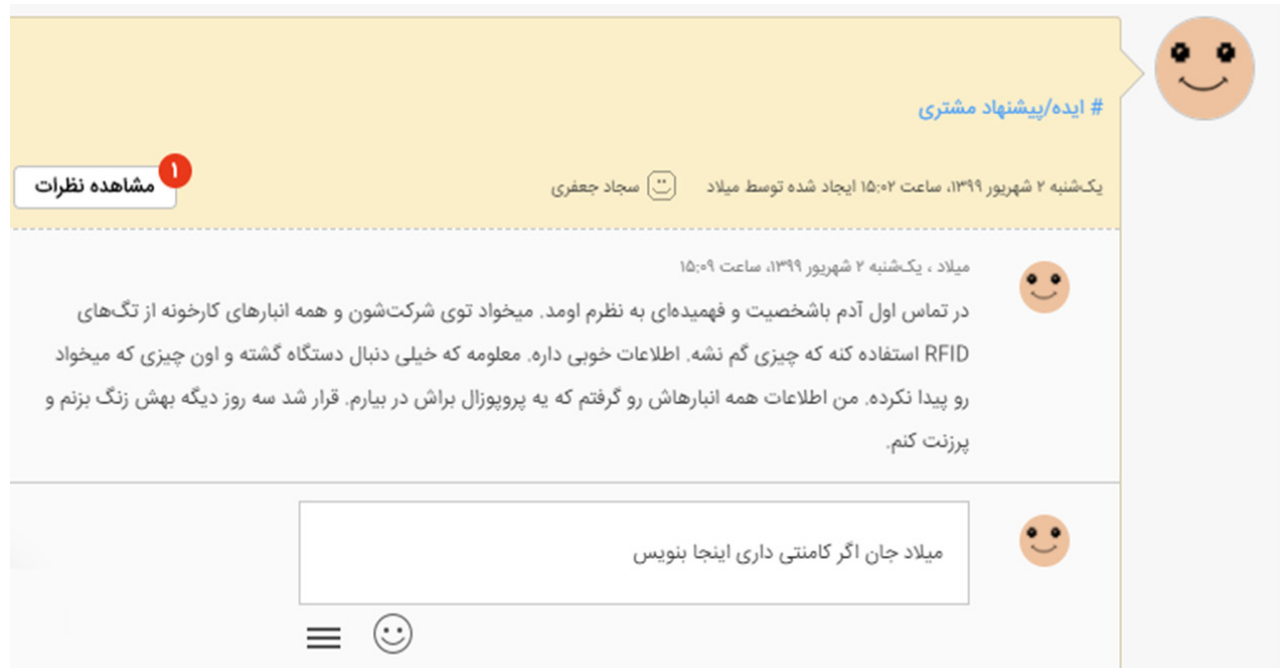 # ایده/پیشنهاد مشتری
یک‌شنبه ۲ شهریور ۱۳۹۹، ساعت ۱۵:۰۲ ایجاد شده توسط میلاد سجاد جعفری
مشاهده نظرات ۱
میلاد ، یک‌شنبه ۲ شهریور ۱۳۹۹، ساعت ۱۵:۰۹
در تماس اول آدم باشخصیت و فهمیده‌ای به نظرم اومد. میخواد توی شرکت‌شون و همه انبارهای کارخونه از تگ‌های
RFID استفاده کنه که چیزی گم نشه. اطلاعات خوبی داره. معلومه که خیلی دنبال دستگاه گشته و اون چیزی که میخواد
رو پیدا نکرده. من اطلاعات همه انبارهاش رو گرفتم که یه پروپوزال براش در بیارم. قرار شد سه روز دیگه بهش زنگ بزنم و
پرزنت کنم.
میلاد جان اگر کامنتی داری اینجا بنویس